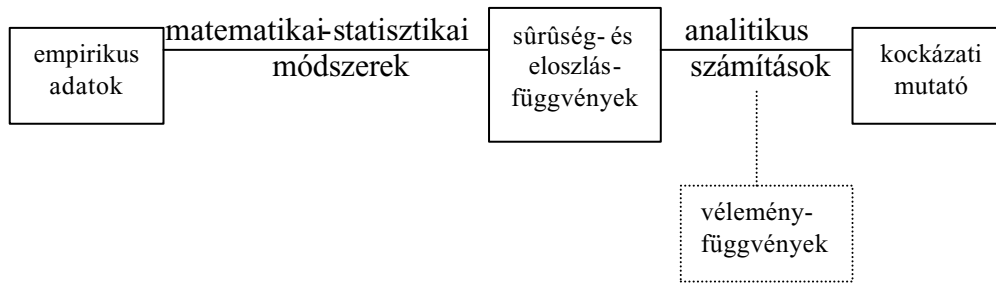 empirikus
adatok
matematikai-statisztikai
módszerek
sûrûség- és
eloszlás-
függvények
analitikus
számítások
kockázati
mutató
vélemény-
függvények